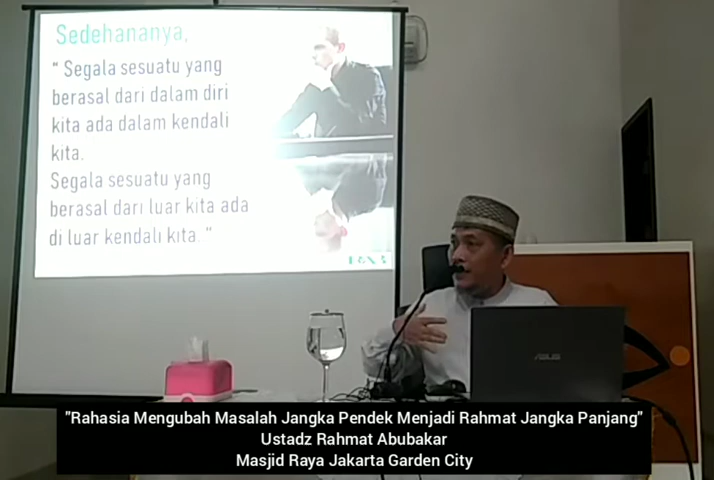 Sedehananya,
" Segala sesuatu yang
berasal dari dalam diri
kita ada dalam kendali
kita.
Segala sesuatu yang
berasal dari luar kita ada
di luar kendali kita. "
ASUS
"Rahasia Mengubah Masalah Jangka Pendek Menjadi Rahmat Jangka Panjang"
Ustadz Rahmat Abubakar
Masjid Raya Jakarta Garden City